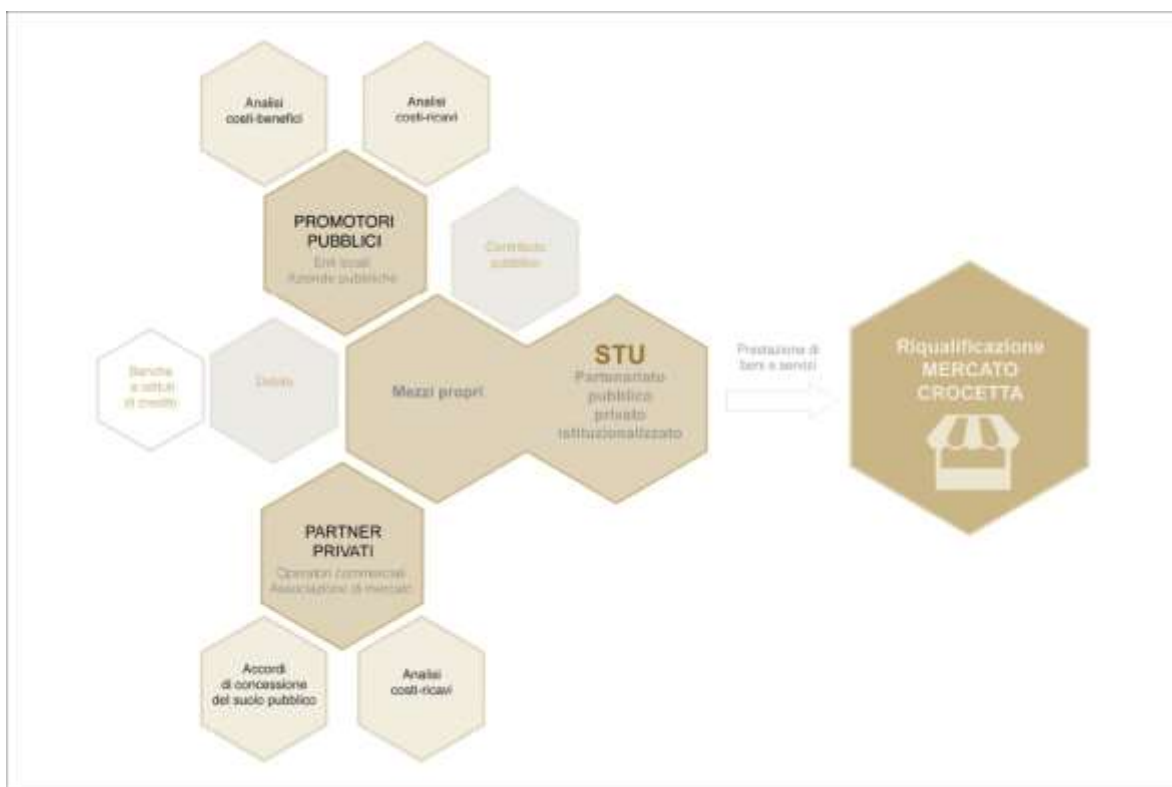 Analisi
costi-benefici
Analisi
costi-ricavi
PROMOTORI
PUBBLICI
Enti locali
Aziende pubbliche
Contributo
pubblico
Banche
e istituti
di credito
Debito
Mezzi propri
STU
Partenariato
pubblico
privato
istituzionalizzato
Prestazione di
beni e servizi
Riqualificazione
MERCATO
CROCETTA
PARTNER
PRIVATI
Operatori commerciali
Associazione di mercato
Accordi
di concessione
del suolo pubblico
Analisi
costi-ricavi